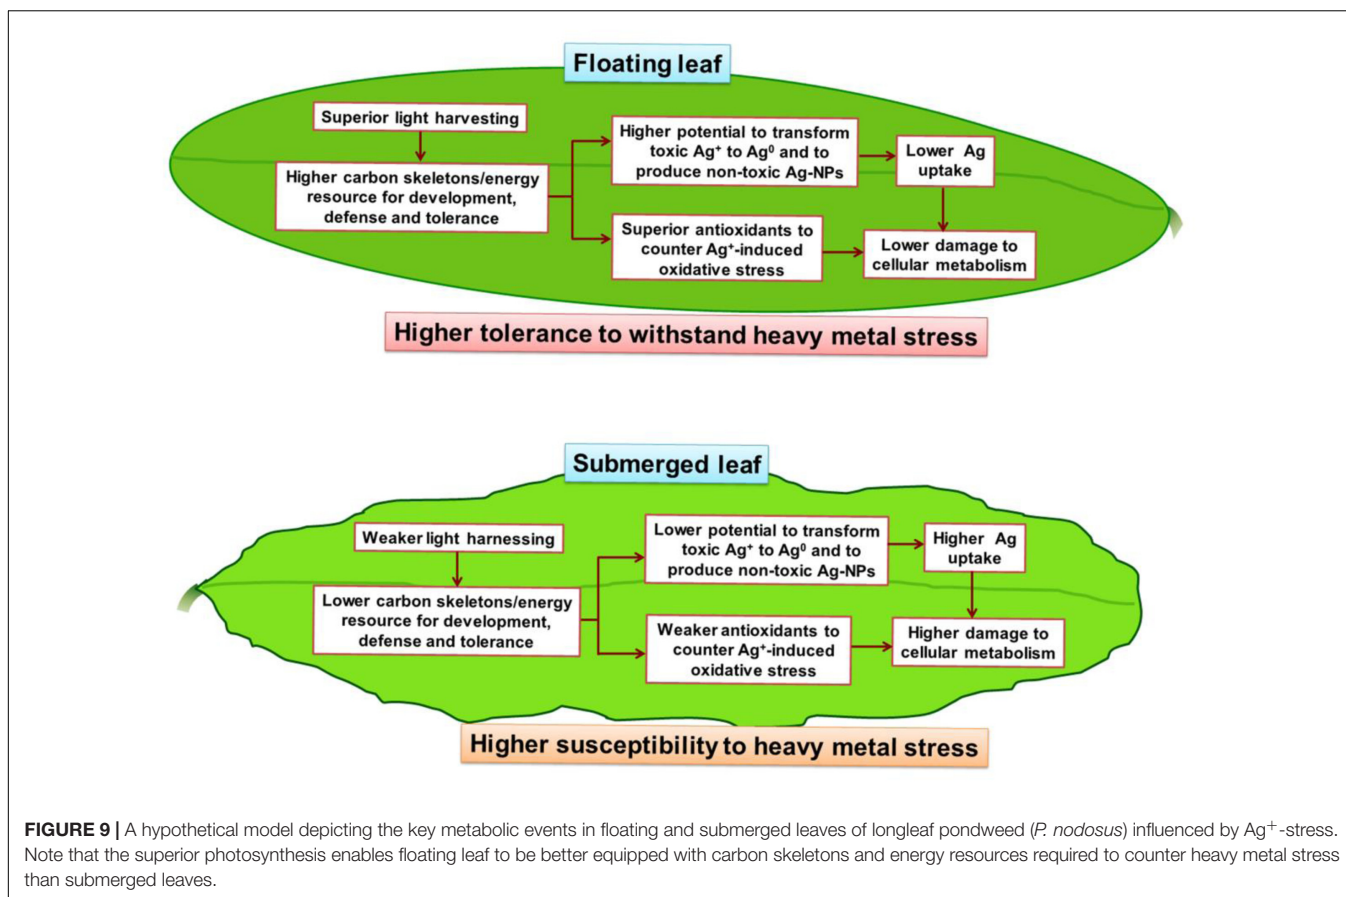 Floating leaf
Superior light harvesting
Higher carbon skeletons/energy
resource for development,
defense and tolerance
Higher potential to transform
toxic Ag⁺ to Ag⁰ and to
produce non-toxic Ag-NPs
Lower Ag
uptake
Superior antioxidants to
counter Ag⁺-induced
oxidative stress
Lower damage to
cellular metabolism
Higher tolerance to withstand heavy metal stress
Submerged leaf
Weaker light harnessing
Lower carbon skeletons/energy
resource for development,
defense and tolerance
Lower potential to transform
toxic Ag⁺ to Ag⁰ and to
produce non-toxic Ag-NPs
Higher Ag
uptake
Weaker antioxidants to
counter Ag⁺-induced
oxidative stress
Higher damage to
cellular metabolism
Higher susceptibility to heavy metal stress
FIGURE 9 | A hypothetical model depicting the key metabolic events in floating and submerged leaves of longleaf pondweed (P. nodosus) influenced by Ag⁺-stress.
Note that the superior photosynthesis enables floating leaf to be better equipped with carbon skeletons and energy resources required to counter heavy metal stress
than submerged leaves.